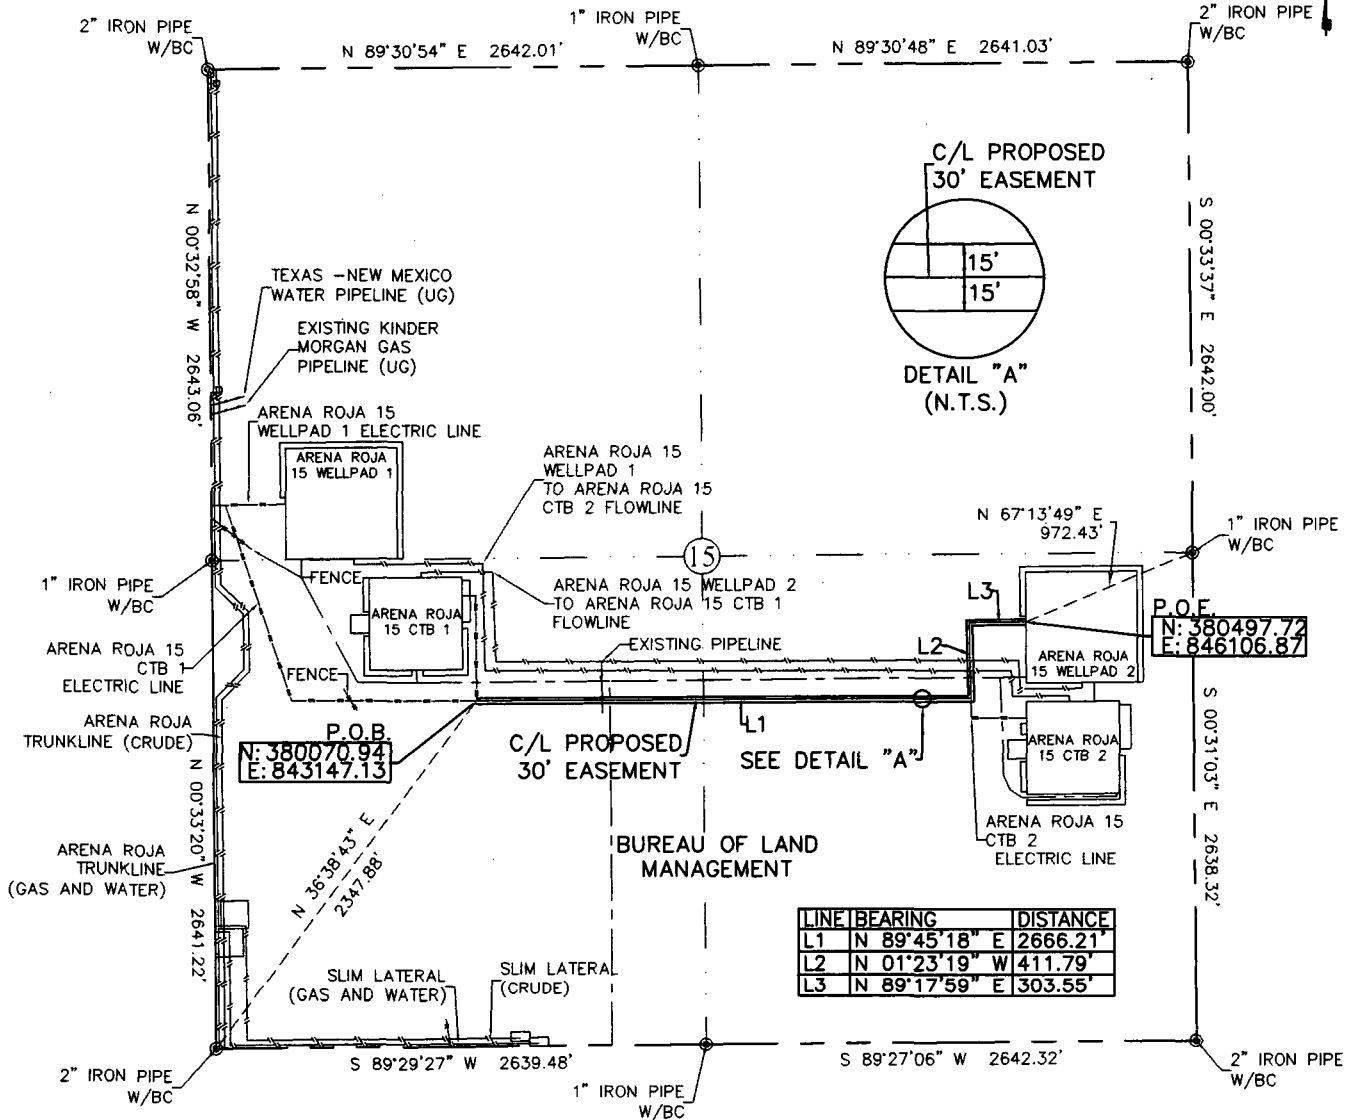 2" IRON PIPE
W/BC
N 89°30'54" E 2642.01'
1" IRON PIPE
W/BC
N 89°30'48" E 2641.03'
2" IRON PIPE
W/BC
C/L PROPOSED
30' EASEMENT
15'
15'
DETAIL "A"
(N.T.S.)
N 00°32'58" W 2643.06'
S 00°33'37" E 2642.00'
TEXAS -NEW MEXICO
WATER PIPELINE (UG)
EXISTING KINDER
MORGAN GAS
PIPELINE (UG)
ARENA ROJA 15
WELLPAD 1 ELECTRIC LINE
ARENA ROJA
15 WELLPAD 1
ARENA ROJA 15
WELLPAD 1
TO ARENA ROJA 15
CTB 2 FLOWLINE
N 67°13'49" E
972.43'
1" IRON PIPE
W/BC
15
1" IRON PIPE
W/BC
FENCE
ARENA ROJA
15 CTB 1
ARENA ROJA 15 WELLPAD 2
TO ARENA ROJA 15 CTB 1
FLOWLINE
L3
P.O.E.
N: 380497.72
E: 846106.87
ARENA ROJA 15
CTB 1
ELECTRIC LINE
EXISTING PIPELINE
L2
ARENA ROJA
15 WELLPAD 2
FENCE
ARENA ROJA
TRUNKLINE (CRUDE)
P.O.B.
N: 380070.94
E: 843147.13
C/L PROPOSED
30' EASEMENT
L1
SEE DETAIL "A"
ARENA ROJA
15 CTB 2
S 00°31'03" E 2638.32'
N 00°33'20" W 2641.22'
ARENA ROJA
TRUNKLINE
(GAS AND WATER)
N 36°38'43" E
2347.88'
BUREAU OF LAND
MANAGEMENT
ARENA ROJA 15
CTB 2
ELECTRIC LINE
LINE BEARING DISTANCE
L1 N 89°45'18" E 2666.21'
L2 N 01°23'19" W 411.79'
L3 N 89°17'59" E 303.55'
SLIM LATERAL
(GAS AND WATER)
SLIM LATERAL
(CRUDE)
2" IRON PIPE
W/BC
S 89°29'27" W 2639.48'
1" IRON PIPE
W/BC
S 89°27'06" W 2642.32'
2" IRON PIPE
W/BC